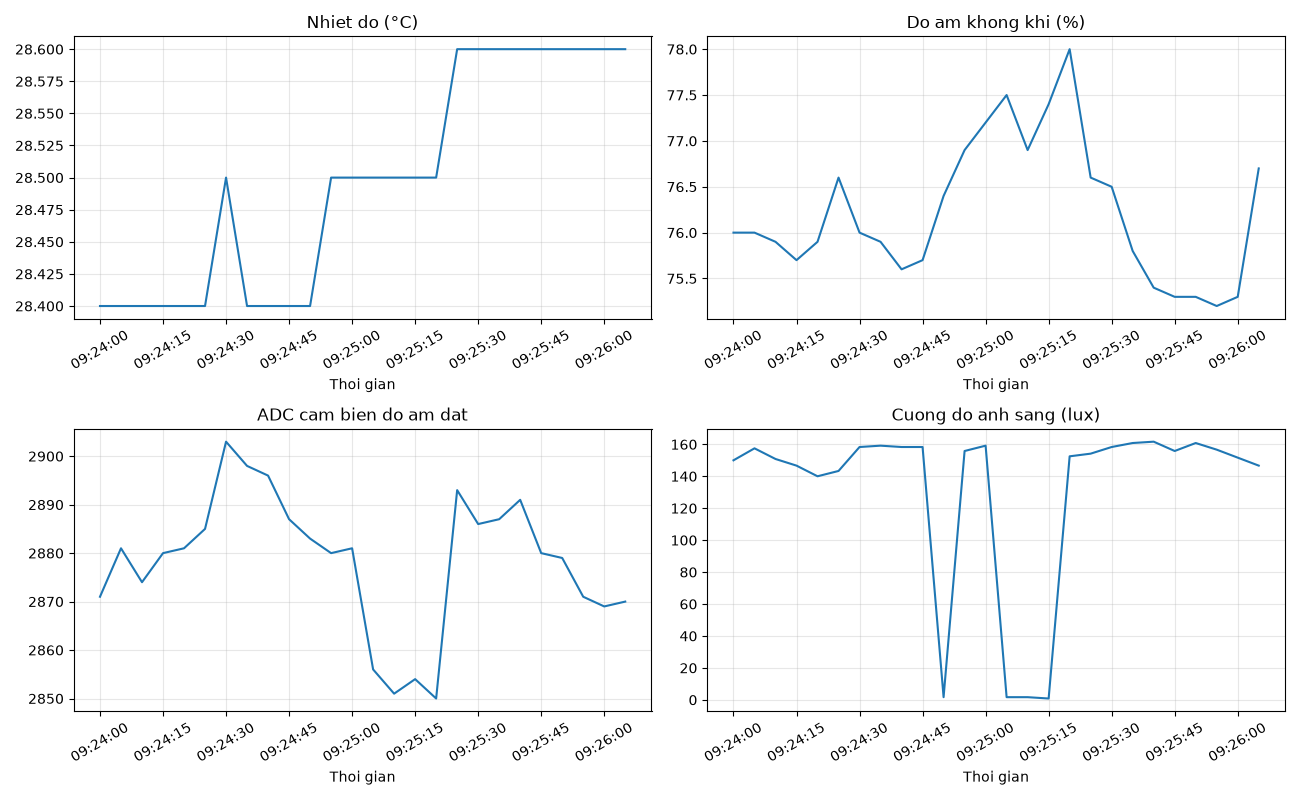 Nhiet do (°C)
28.600
28.575
28.550
28.525
28.500
28.475
28.450
28.425
28.400
09:24:00 09:24:15 09:24:30 09:24:45 09:25:00 09:25:15 09:25:30 09:25:45 09:26:00
Thoi gian
Do am khong khi (%)
78.0
77.5
77.0
76.5
76.0
75.5
09:24:00 09:24:15 09:24:30 09:24:45 09:25:00 09:25:15 09:25:30 09:25:45 09:26:00
Thoi gian
ADC cam bien do am dat
2900
2890
2880
2870
2860
2850
09:24:00 09:24:15 09:24:30 09:24:45 09:25:00 09:25:15 09:25:30 09:25:45 09:26:00
Thoi gian
Cuong do anh sang (lux)
160
140
120
100
80
60
40
20
0
09:24:00 09:24:15 09:24:30 09:24:45 09:25:00 09:25:15 09:25:30 09:25:45 09:26:00
Thoi gian